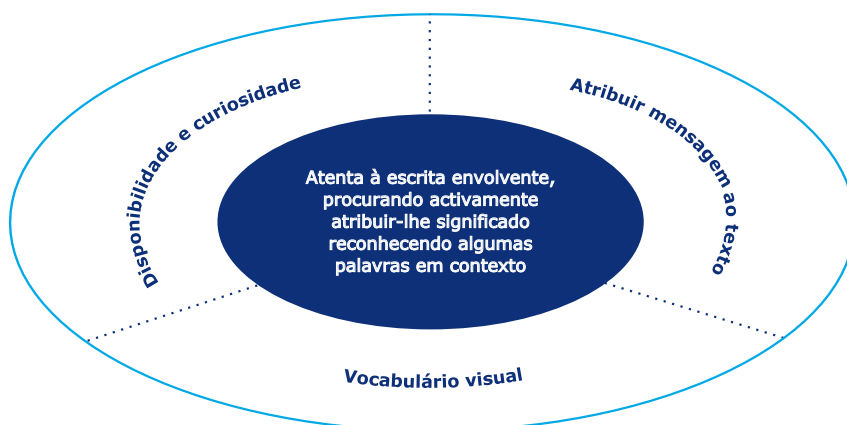 Disponibilidade e curiosidade
Atribuir mensagem ao texto
Atenta à escrita envolvente,
procurando activamente
atribuir-lhe significado
reconhecendo algumas
palavras em contexto
Vocabulário visual